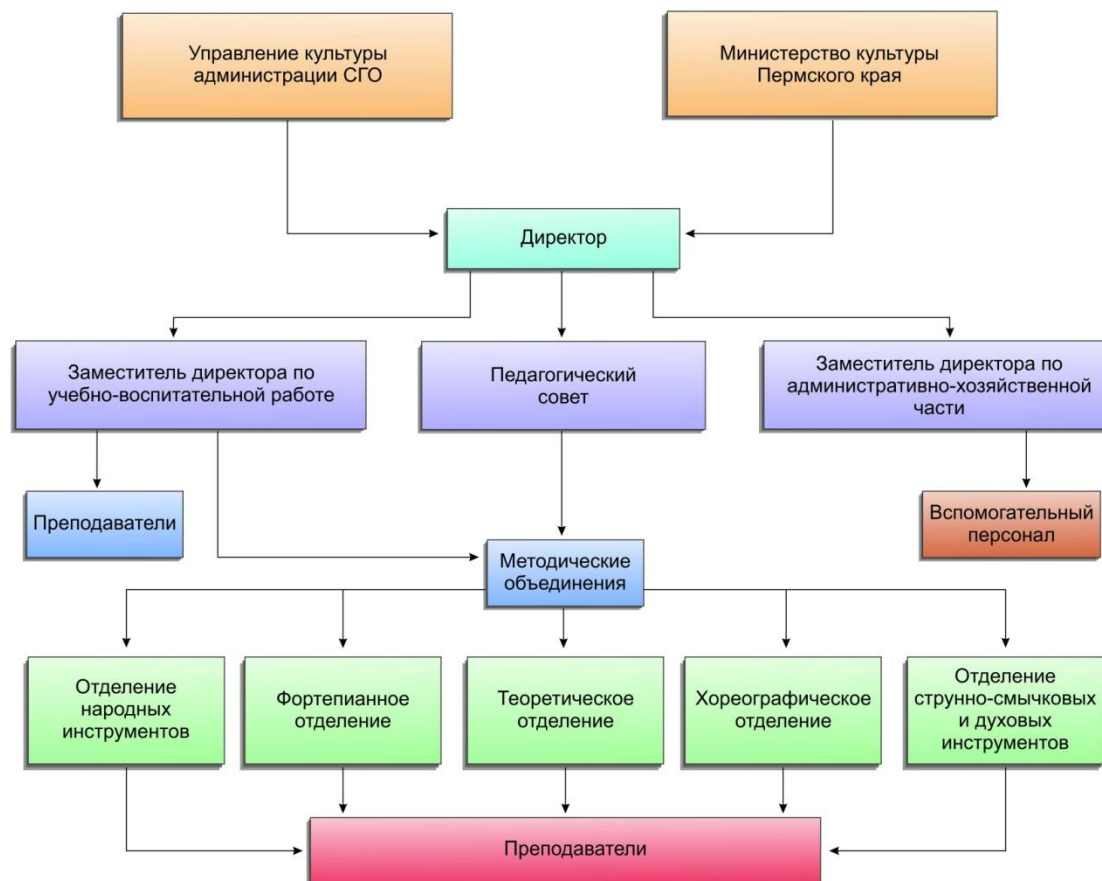 Управление культуры
администрации СГО
Министерство культуры
Пермского края
Директор
Заместитель директора по
учебно-воспитательной работе
Педагогический
совет
Заместитель директора по
административно-хозяйственной
части
Преподаватели
Вспомогательный
персонал
Методические
объединения
Отделение
народных
инструментов
Фортепианное
отделение
Теоретическое
отделение
Хореографическое
отделение
Отделение
струнно-смычковых
и духовых
инструментов
Преподаватели